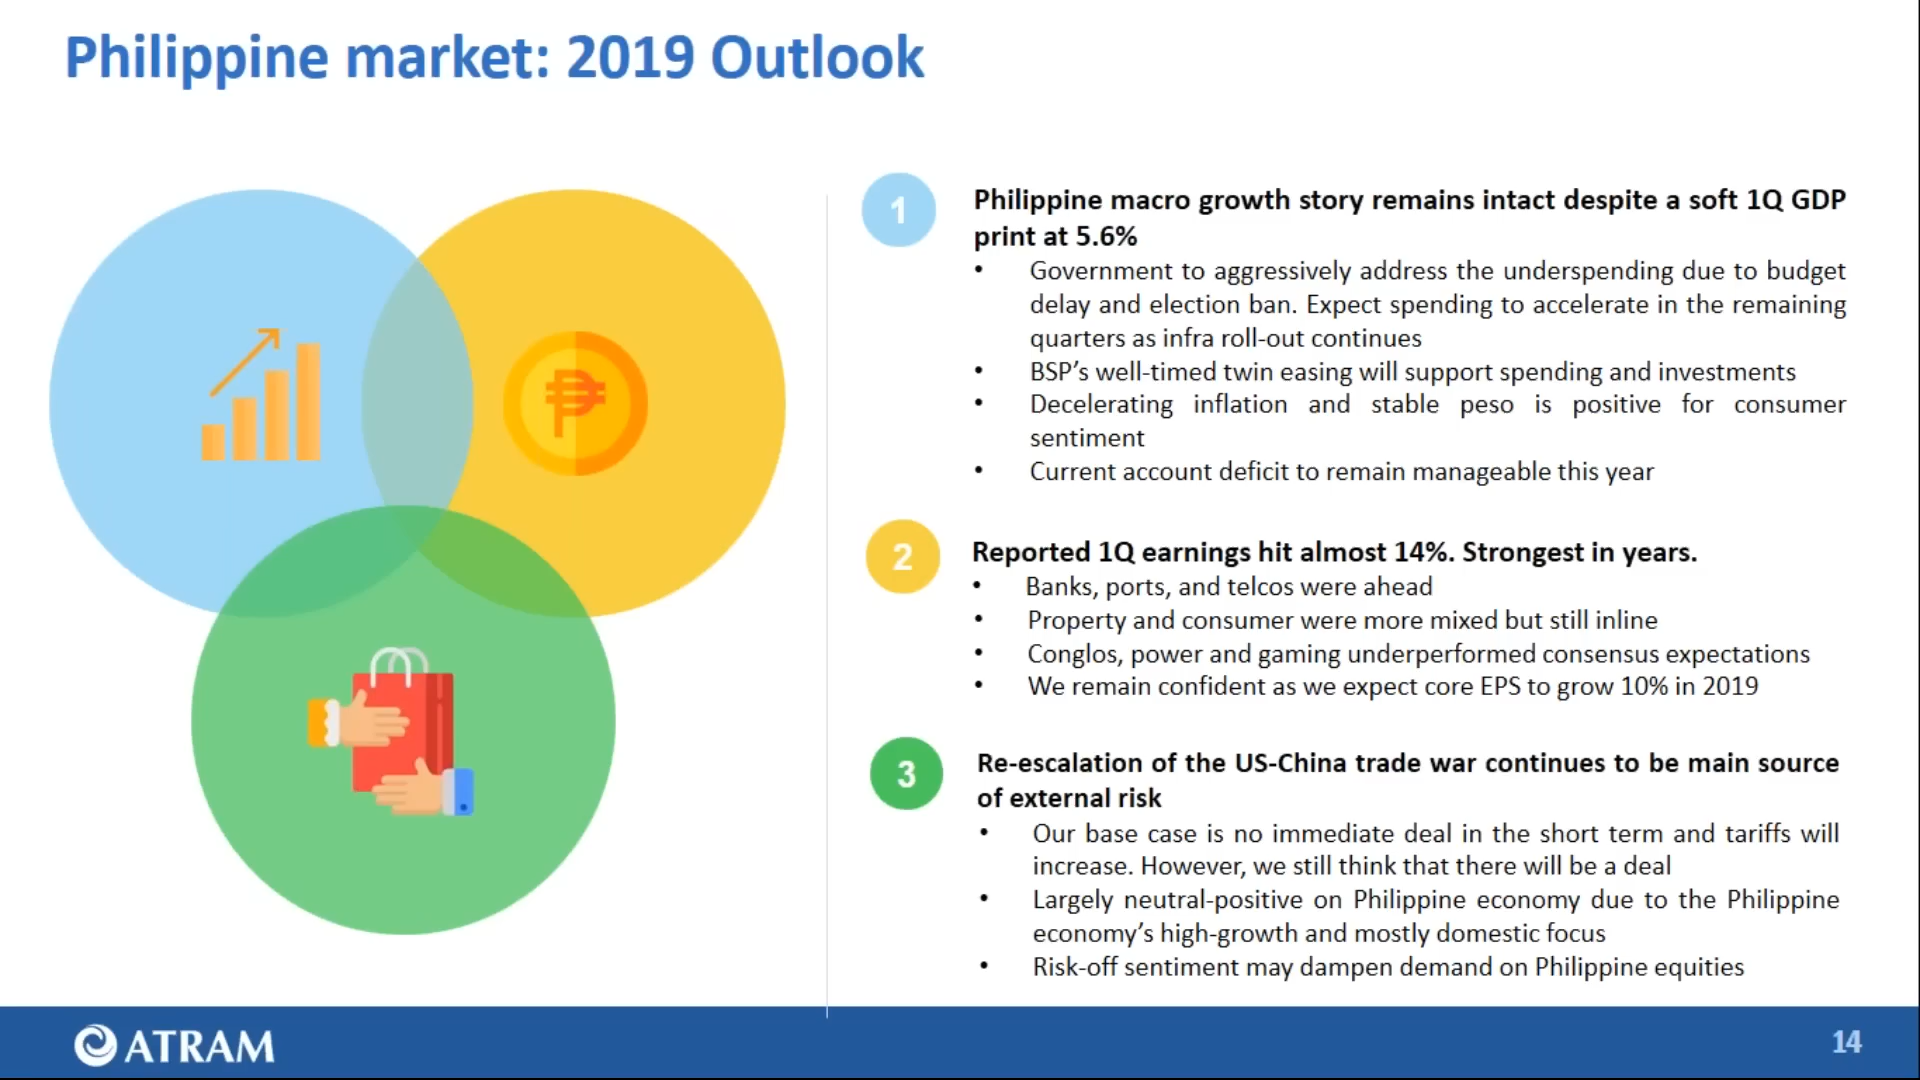 Philippine market: 2019 Outlook
1
Philippine macro growth story remains intact despite a soft 1Q GDP
print at 5.6%
• Government to aggressively address the underspending due to budget
delay and election ban. Expect spending to accelerate in the remaining
quarters as infra roll-out continues
• BSP’s well-timed twin easing will support spending and investments
• Decelerating inflation and stable peso is positive for consumer
sentiment
• Current account deficit to remain manageable this year
2
Reported 1Q earnings hit almost 14%. Strongest in years.
• Banks, ports, and telcos were ahead
• Property and consumer were more mixed but still inline
• Conglos, power and gaming underperformed consensus expectations
• We remain confident as we expect core EPS to grow 10% in 2019
3
Re-escalation of the US-China trade war continues to be main source
of external risk
• Our base case is no immediate deal in the short term and tariffs will
increase. However, we still think that there will be a deal
• Largely neutral-positive on Philippine economy due to the Philippine
economy’s high-growth and mostly domestic focus
• Risk-off sentiment may dampen demand on Philippine equities
ATRAM
14